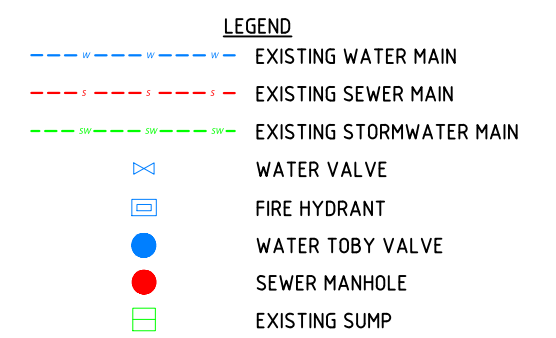 LEGEND
W W W EXISTING WATER MAIN
S S S EXISTING SEWER MAIN
SW SW SW EXISTING STORMWATER MAIN
WATER VALVE
FIRE HYDRANT
WATER TOBY VALVE
SEWER MANHOLE
EXISTING SUMP